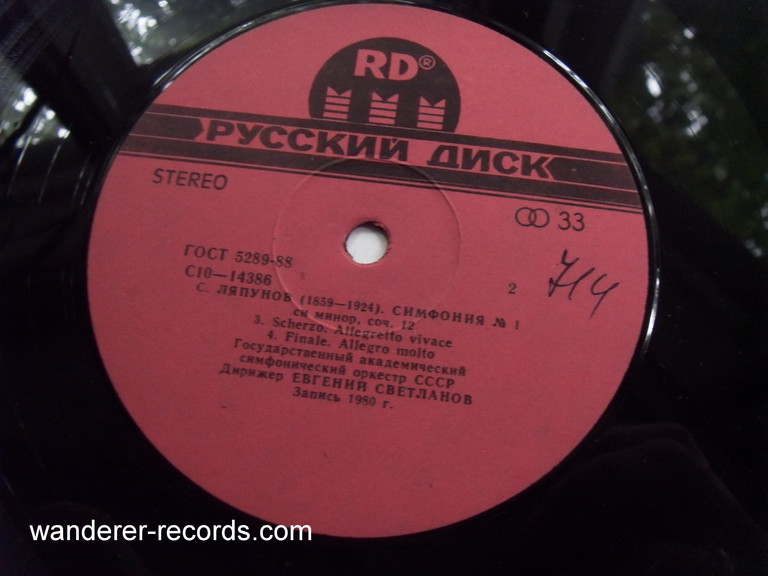 RD®
РУССКИЙ ДИСК
STEREO
33
ГОСТ 5289-88
С10—14386
2
714
С. ЛЯПУНОВ (1859—1924). СИМФОНИЯ № 1
си минор, соч. 12
3. Scherzo. Allegretto vivace
4. Finale. Allegro molto
Государственный академический
симфонический оркестр СССР
Дирижер ЕВГЕНИЙ СВЕТЛАНОВ
Запись 1980 г.
wanderer-records.com